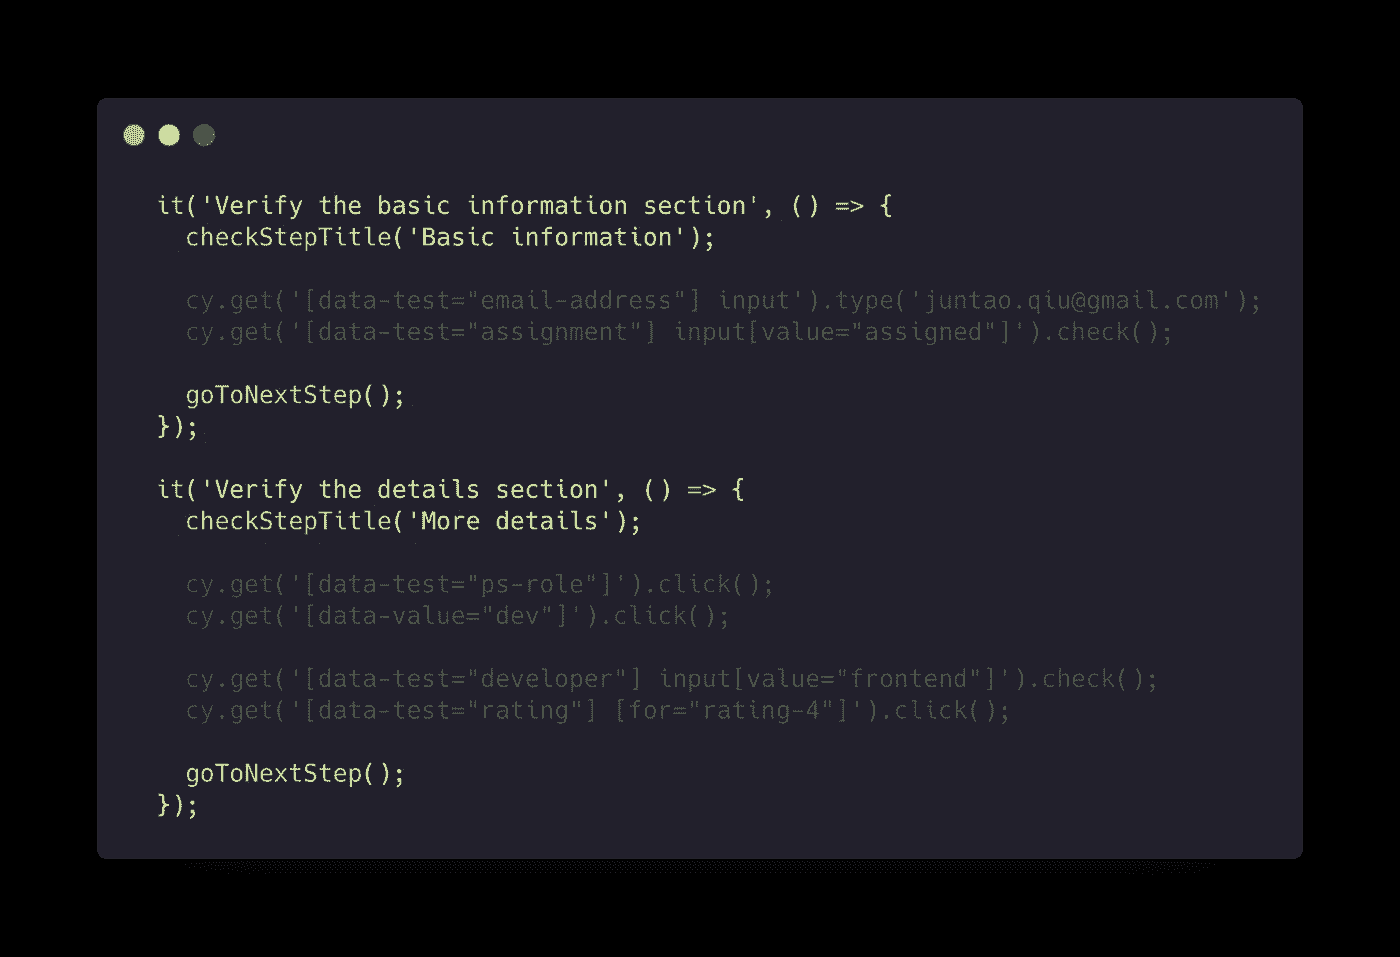 it('Verify the basic information section', () => {
  checkStepTitle('Basic information');

  cy.get('[data-test="email-address"] input').type('juntao.qiu@gmail.com');
  cy.get('[data-test="assignment"] input[value="assigned"]').check();

  goToNextStep();
});

it('Verify the details section', () => {
  checkStepTitle('More details');

  cy.get('[data-test="ps-role"]').click();
  cy.get('[data-value="dev"]').click();

  cy.get('[data-test="developer"] input[value="frontend"]').check();
  cy.get('[data-test="rating"] [for="rating-4"]').click();

  goToNextStep();
});